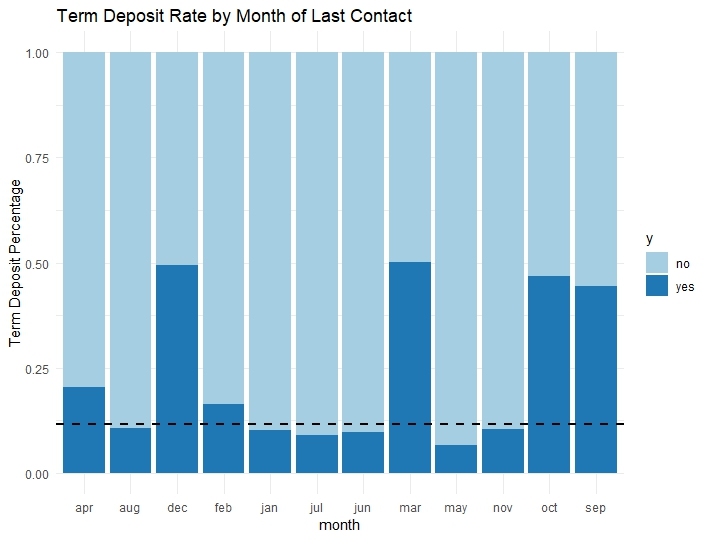 Term Deposit Rate by Month of Last Contact
Term Deposit Percentage
1.00
0.75
0.50
0.25
0.00
apr aug dec feb jan jul jun mar may nov oct sep
month
y
no
yes